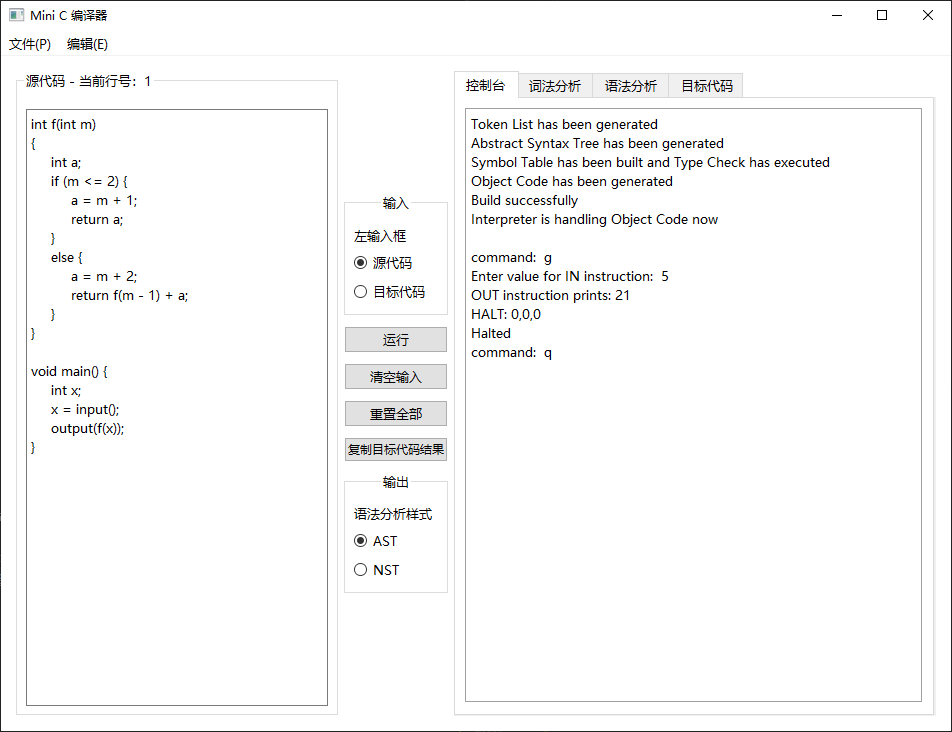 Mini C 编译器
文件(P) 编辑(E)
源代码 - 当前行号：1
int f(int m)
{
int a;
if (m <= 2) {
a = m + 1;
return a;
}
else {
a = m + 2;
return f(m - 1) + a;
}
}
void main() {
int x;
x = input();
output(f(x));
}
输入
左输入框
源代码
目标代码
运行
清空输入
重置全部
复制目标代码结果
输出
语法分析样式
AST
NST
控制台 词法分析 语法分析 目标代码
Token List has been generated
Abstract Syntax Tree has been generated
Symbol Table has been built and Type Check has executed
Object Code has been generated
Build successfully
Interpreter is handling Object Code now
command: g
Enter value for IN instruction: 5
OUT instruction prints: 21
HALT: 0,0,0
Halted
command: q